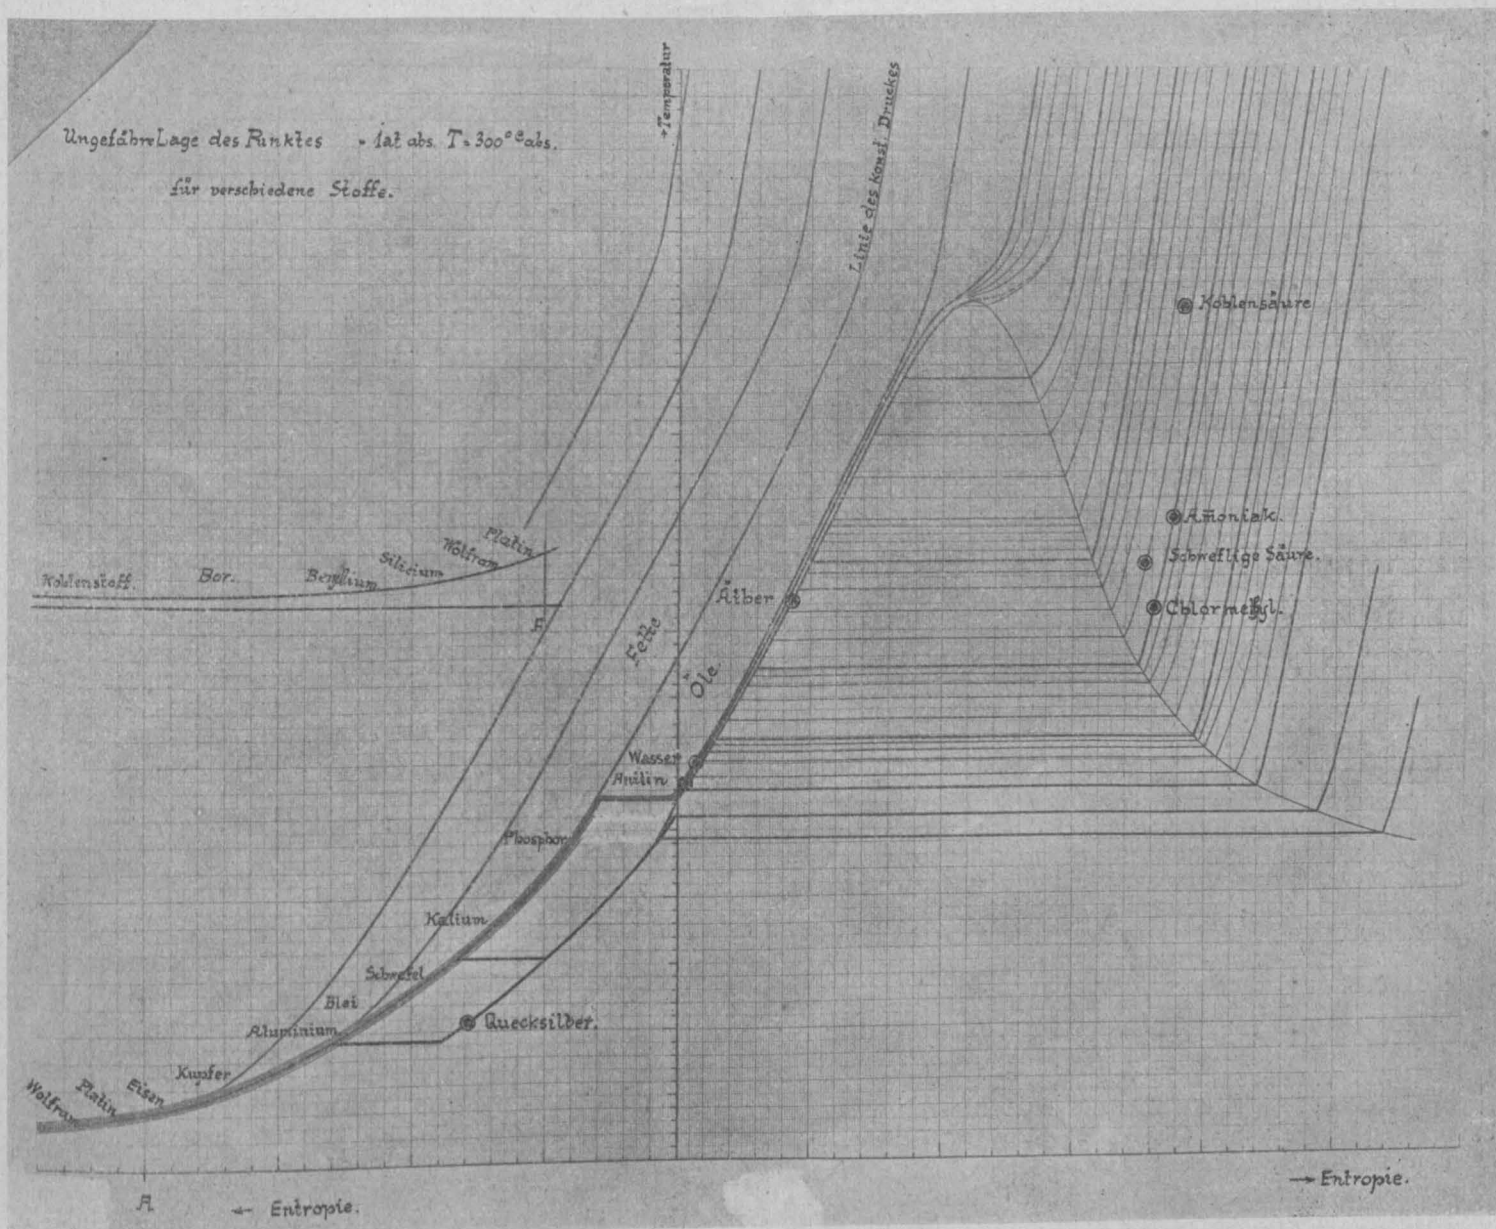 Ungefähre Lage des Punktes = 1at abs. T = 300° C abs.
für verschiedene Stoffe.
→ Temperatur
Linie des konst. Druckes
Kohlensäure
Amoniak.
Schweflige Säure.
Chlormethyl.
Kohlenstoff.
Bor.
Beryllium
Silicium
Wolfram
Platin
Äther
Fette
Öle.
Wasser
Anilin
Phosphor
Kalium
Schwefel
Blei
Aluminium
Quecksilber.
Kupfer
Eisen
Platin
Wolfram
A
← Entropie.
→ Entropie.